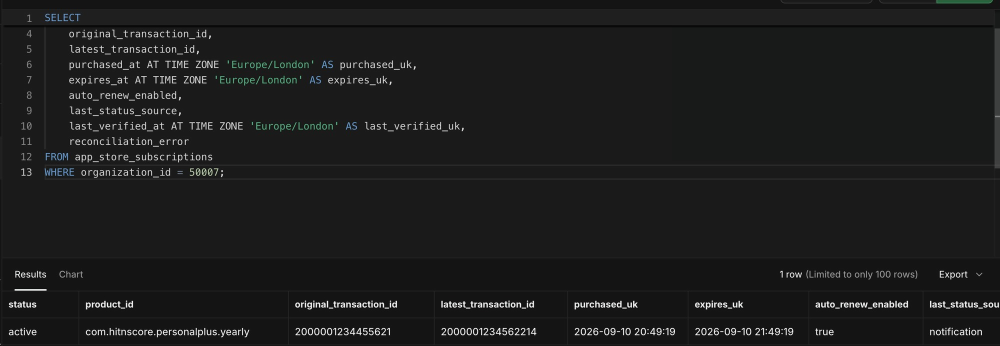 1 SELECT
4 original_transaction_id,
5 latest_transaction_id,
6 purchased_at AT TIME ZONE 'Europe/London' AS purchased_uk,
7 expires_at AT TIME ZONE 'Europe/London' AS expires_uk,
8 auto_renew_enabled,
9 last_status_source,
10 last_verified_at AT TIME ZONE 'Europe/London' AS last_verified_uk,
11 reconciliation_error
12 FROM app_store_subscriptions
13 WHERE organization_id = 50007;
Results Chart 1 row (Limited to only 100 rows) Export
status product_id original_transaction_id latest_transaction_id purchased_uk expires_uk auto_renew_enabled last_status_sou
active com.hitnscore.personalplus.yearly 2000001234455621 2000001234562214 2026-09-10 20:49:19 2026-09-10 21:49:19 true notification